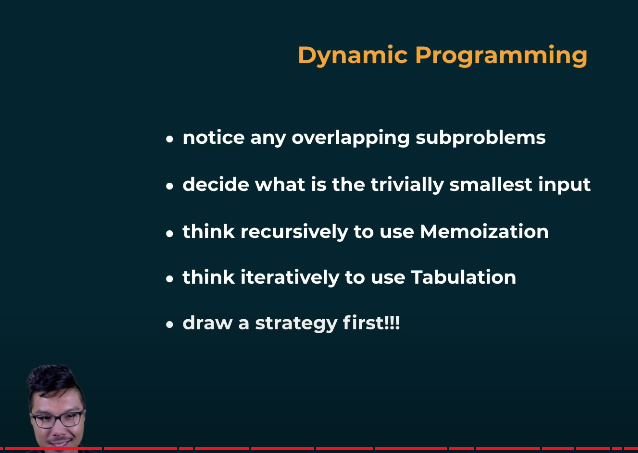 Dynamic Programming
• notice any overlapping subproblems
• decide what is the trivially smallest input
• think recursively to use Memoization
• think iteratively to use Tabulation
• draw a strategy first!!!